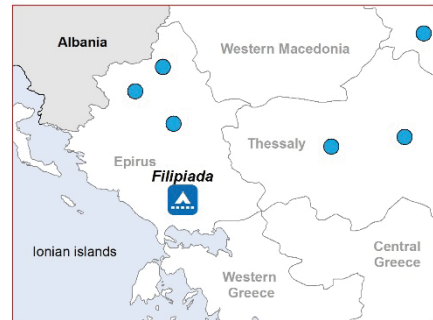 Albania
Western Macedonia
Thessaly
Epirus
Filipiada
Ionian islands
Central
Greece
Western
Greece